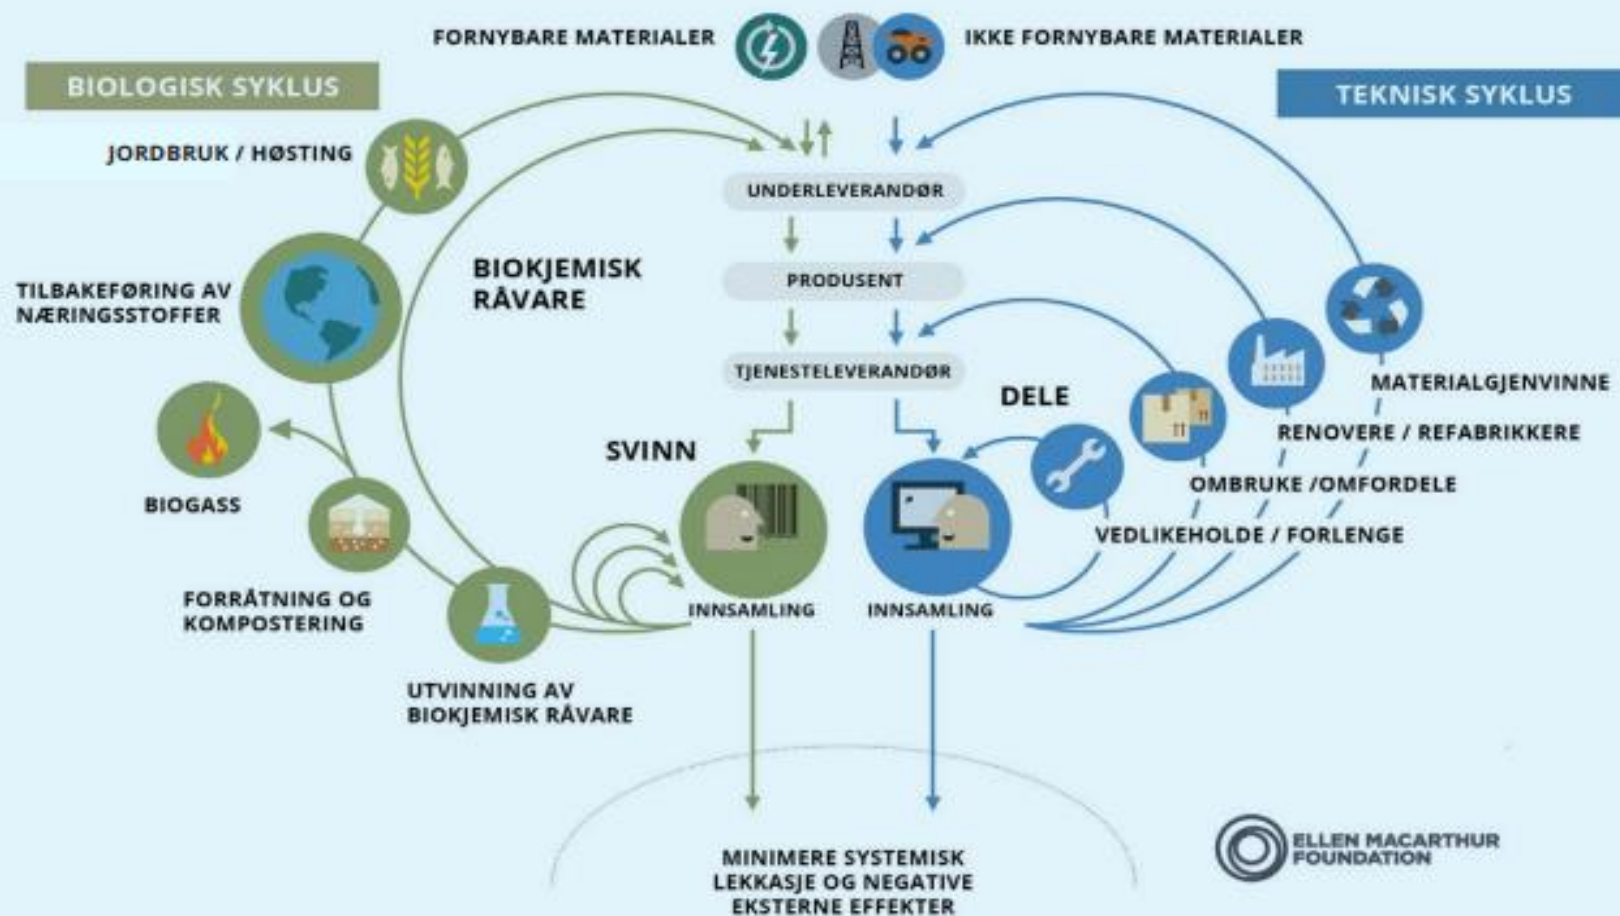 FORNYBARE MATERIALER
IKKE FORNYBARE MATERIALER
BIOLOGISK SYKLUS
TEKNISK SYKLUS
JORDBRUK / HØSTING
UNDERLEVERANDØR
BIOKJEMISK
RÅVARE
PRODUSENT
TILBAKEFØRING AV
NÆRINGSSTOFFER
TJENESTELEVERANDØR
MATERIALGJENVINNE
DELE
RENOVERE / REFABRIKKERE
SVINN
OMBRUKE /OMFORDELE
BIOGASS
VEDLIKEHOLDE / FORLENGE
FORRÅTNING OG
KOMPOSTERING
INNSAMLING
INNSAMLING
UTVINNING AV
BIOKJEMISK RÅVARE
MINIMERE SYSTEMISK
LEKKASJE OG NEGATIVE
EKSTERNE EFFEKTER
ELLEN MACARTHUR
FOUNDATION